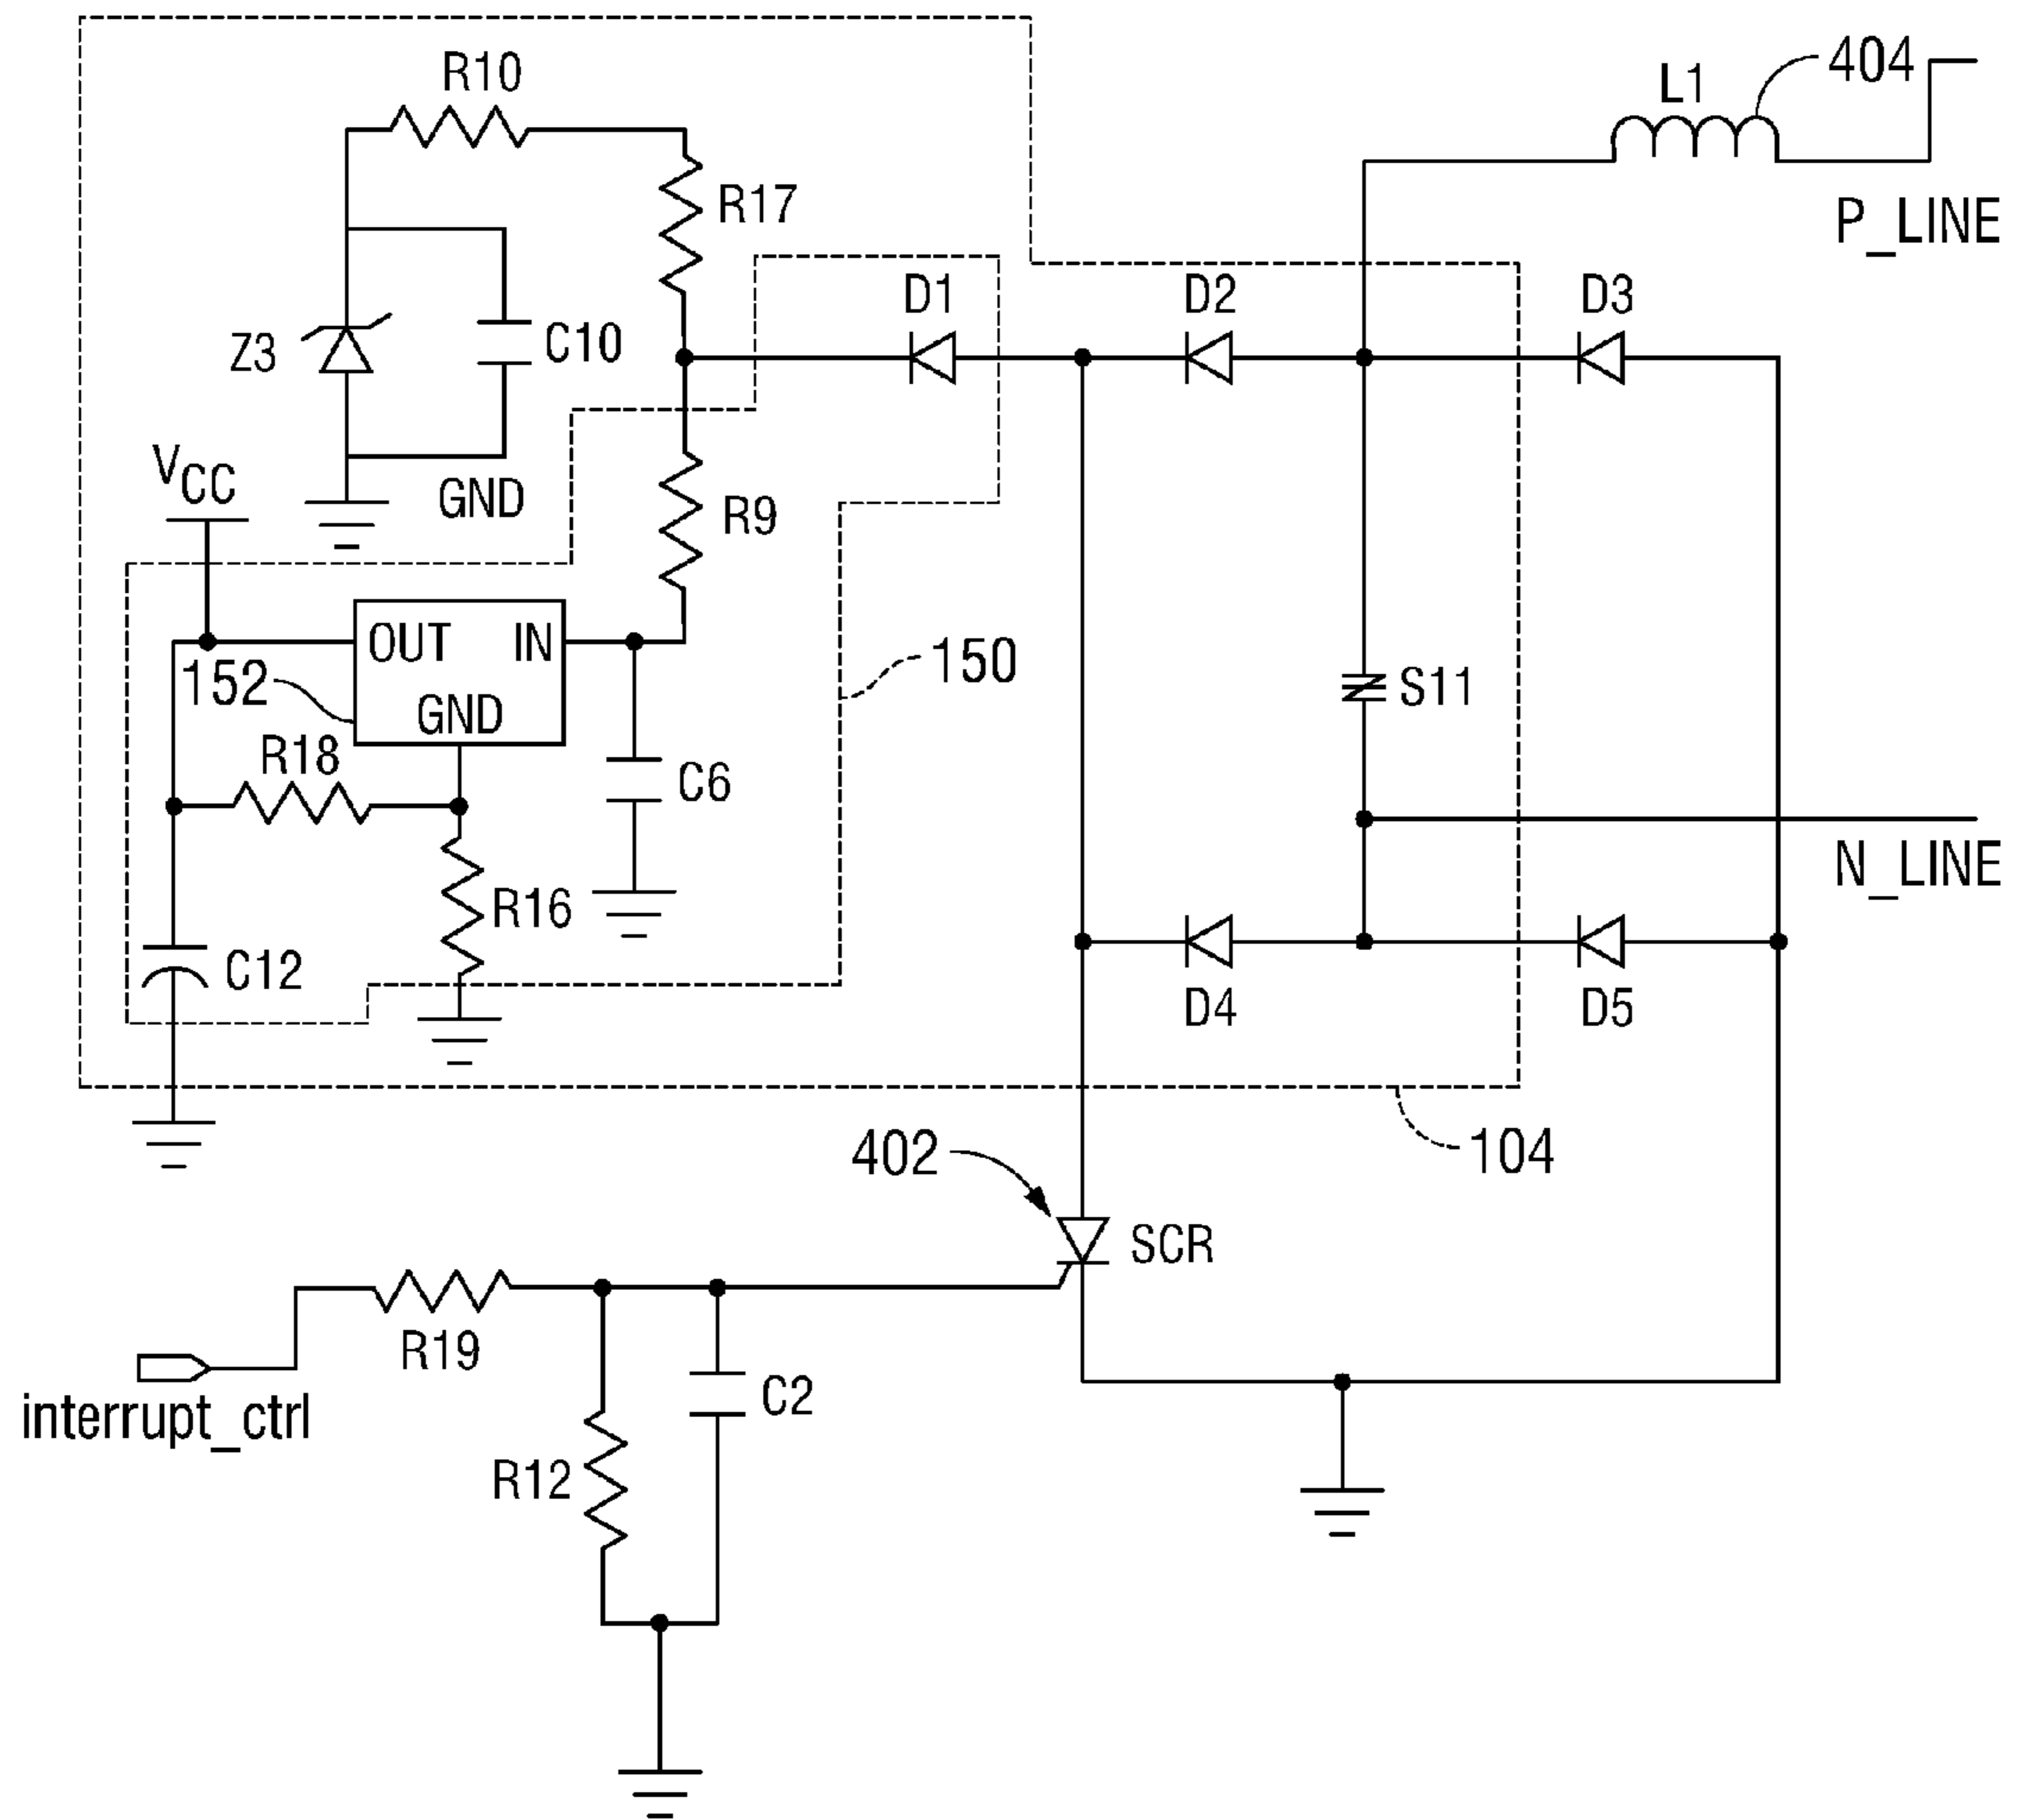 R10
L1
404
R17
P_LINE
D1
D2
D3
Z3
C10
VCC
GND
R9
OUT
IN
152
GND
150
S11
R18
C6
N_LINE
R16
C12
D4
D5
402
104
SCR
R19
C2
interrupt_ctrl
R12